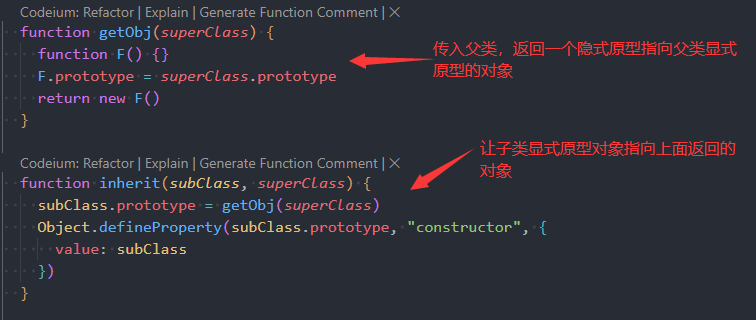 Codeium: Refactor | Explain | Generate Function Comment | ×
function getObj(superClass) {
function F() {}
传入父类，返回一个隐式原型指向父类显式
原型的对象
F.prototype = superClass.prototype
return new F()
}
让子类显式原型对象指向上面返回的
对象
Codeium: Refactor | Explain | Generate Function Comment | ×
function inherit(subClass, superClass) {
subClass.prototype = getObj(superClass)
Object.defineProperty(subClass.prototype, "constructor", {
value: subClass
})
}